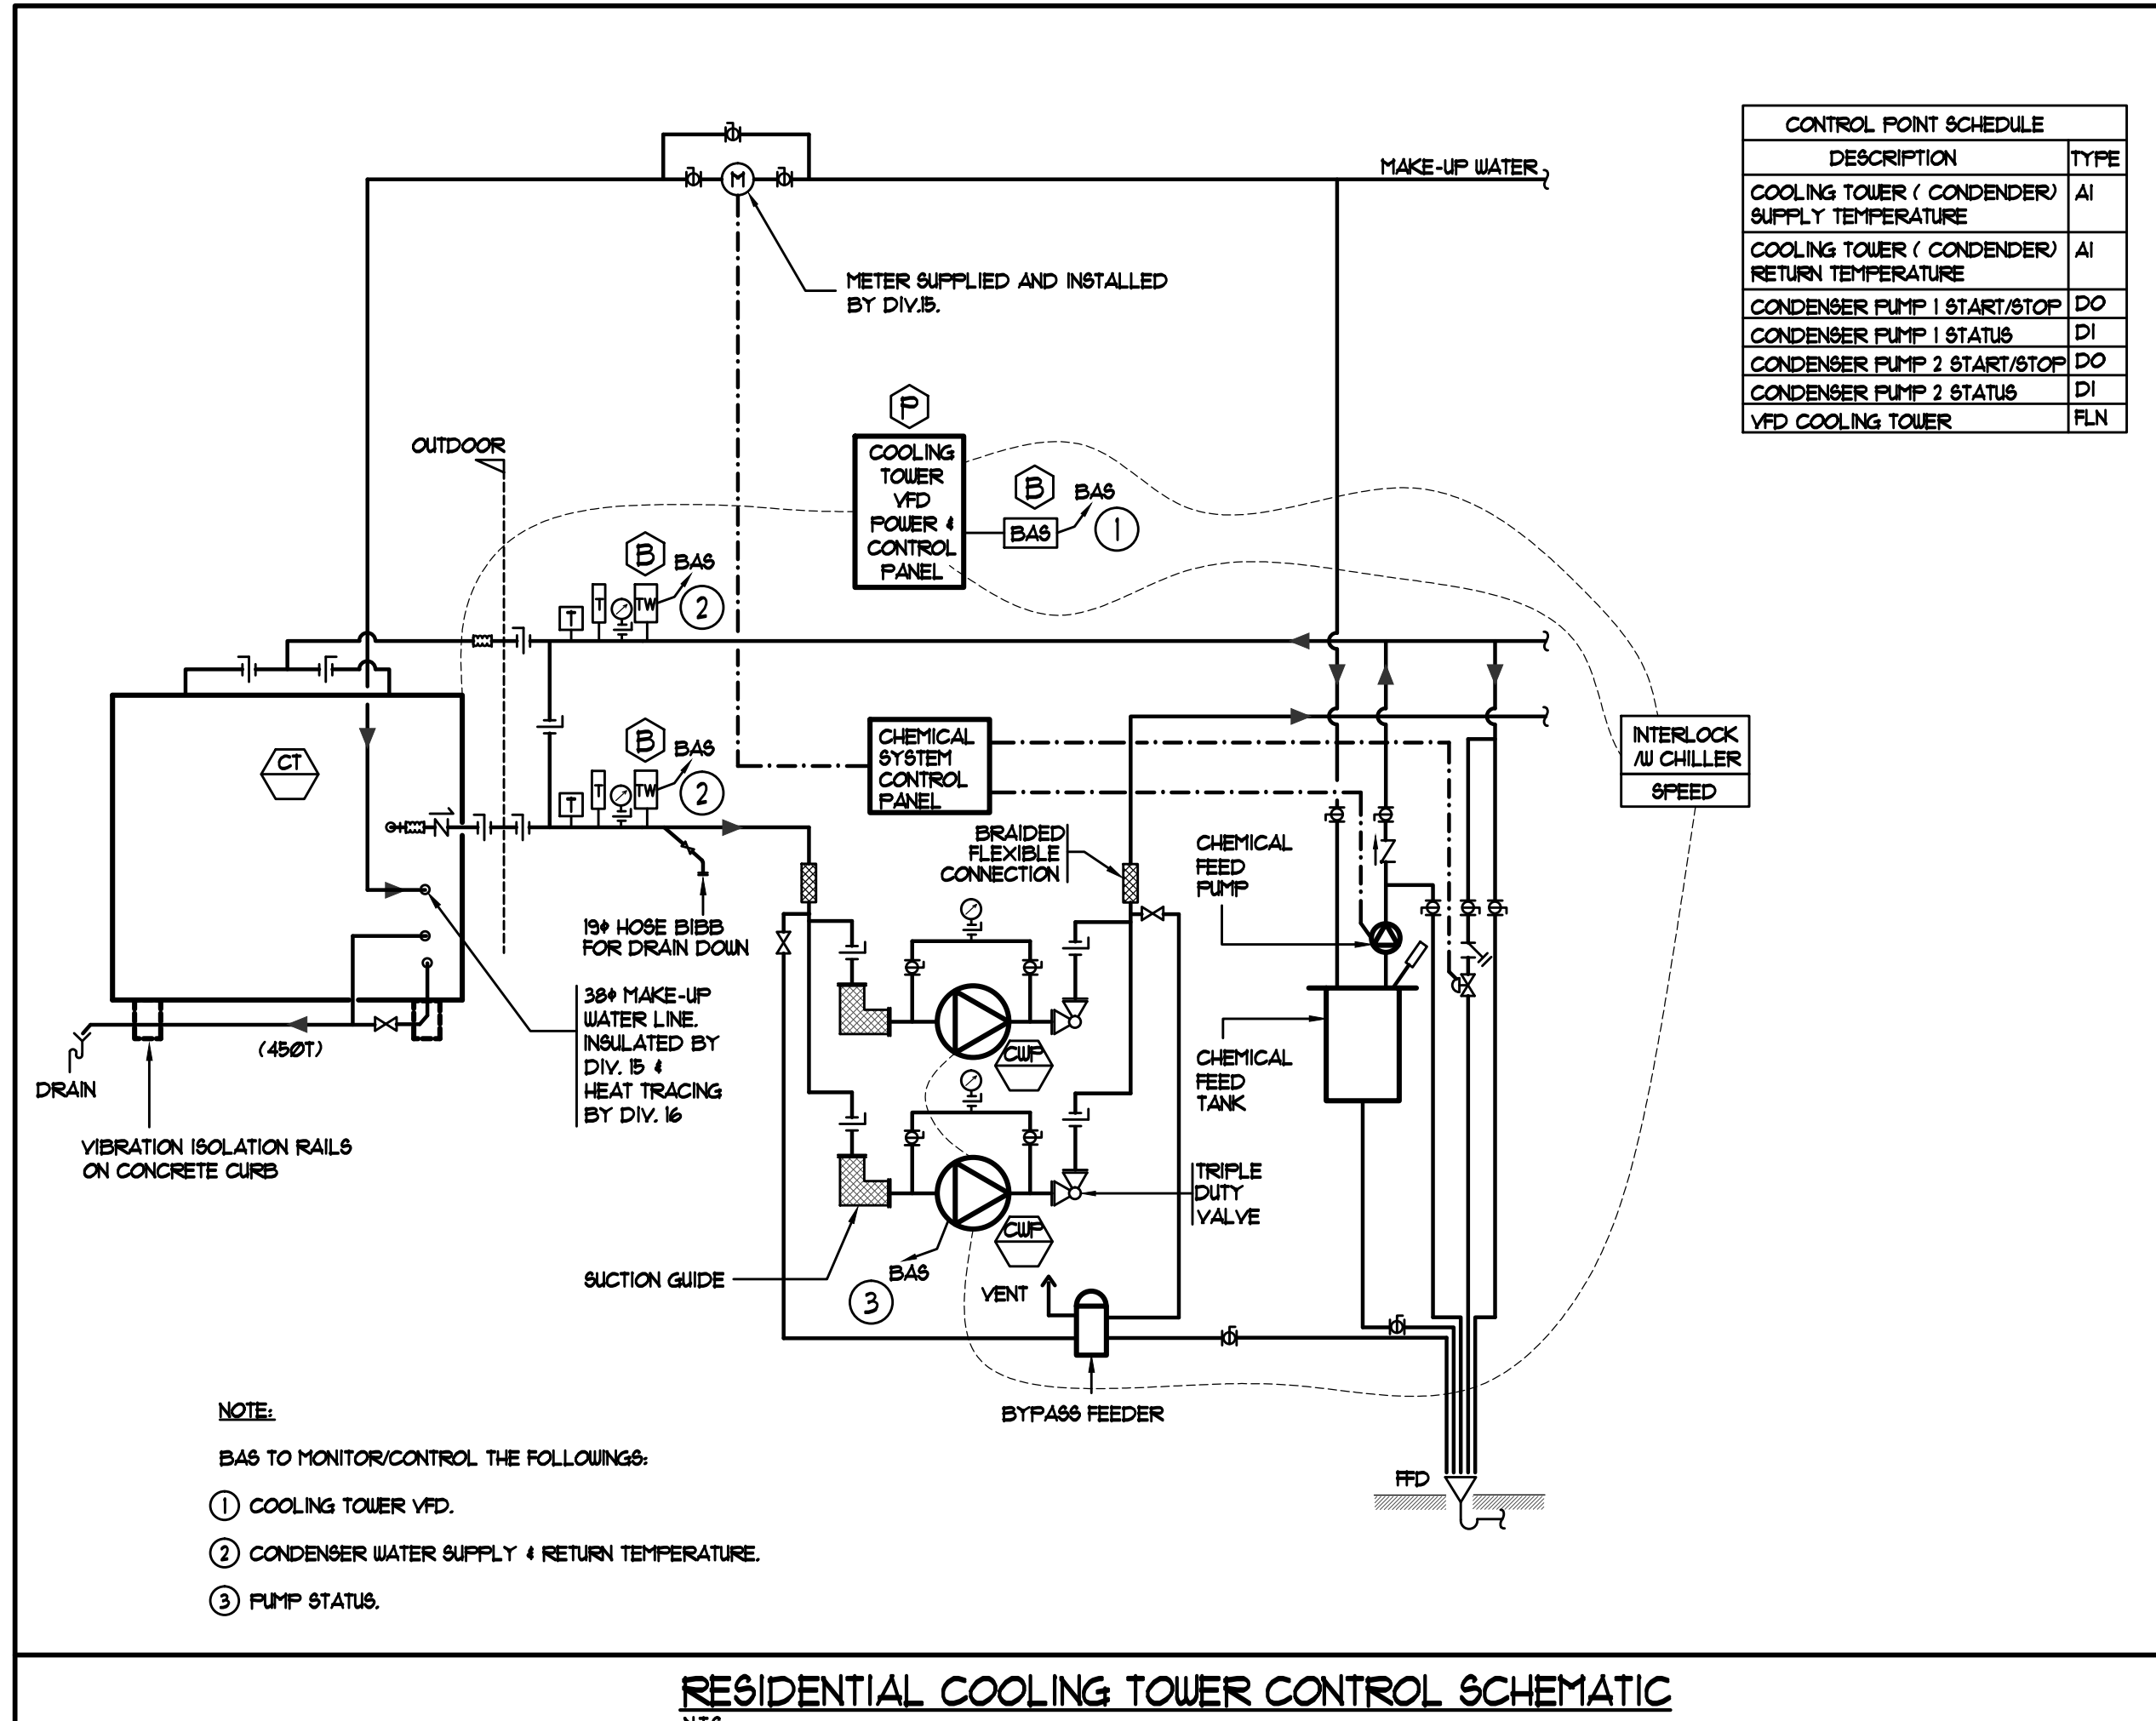 MAKE-UP WATER
M
METER SUPPLIED AND INSTALLED
BY DIV.15.
CONTROL POINT SCHEDULE
DESCRIPTION TYPE
COOLING TOWER ( CONDENDER) AI
SUPPLY TEMPERATURE
COOLING TOWER ( CONDENDER) AI
RETURN TEMPERATURE
CONDENSER PUMP 1 START/STOP DO
CONDENSER PUMP 1 STATUS DI
CONDENSER PUMP 2 START/STOP DO
CONDENSER PUMP 2 STATUS DI
VFD COOLING TOWER FLN
P
COOLING
TOWER
VFD
POWER &
CONTROL
PANEL
B
BAS
BAS
1
OUTDOOR
B
BAS
T
T
TW
2
B
BAS
T
T
TW
2
CT
CHEMICAL
SYSTEM
CONTROL
PANEL
INTERLOCK
/W CHILLER
SPEED
BRAIDED
FLEXIBLE
CONNECTION
CHEMICAL
FEED
PUMP
19ø HOSE BIBB
FOR DRAIN DOWN
38ø MAKE-UP
WATER LINE.
INSULATED BY
DIV. 15 &
HEAT TRACING
BY DIV. 16
(450T)
DRAIN
VIBRATION ISOLATION RAILS
ON CONCRETE CURB
CWP
CHEMICAL
FEED
TANK
TRIPLE
DUTY
VALVE
CWP
SUCTION GUIDE
BAS
3
VENT
BYPASS FEEDER
FFD
NOTE:
BAS TO MONITOR/CONTROL THE FOLLOWINGS:
1 COOLING TOWER VFD.
2 CONDENSER WATER SUPPLY & RETURN TEMPERATURE.
3 PUMP STATUS.
RESIDENTIAL COOLING TOWER CONTROL SCHEMATIC